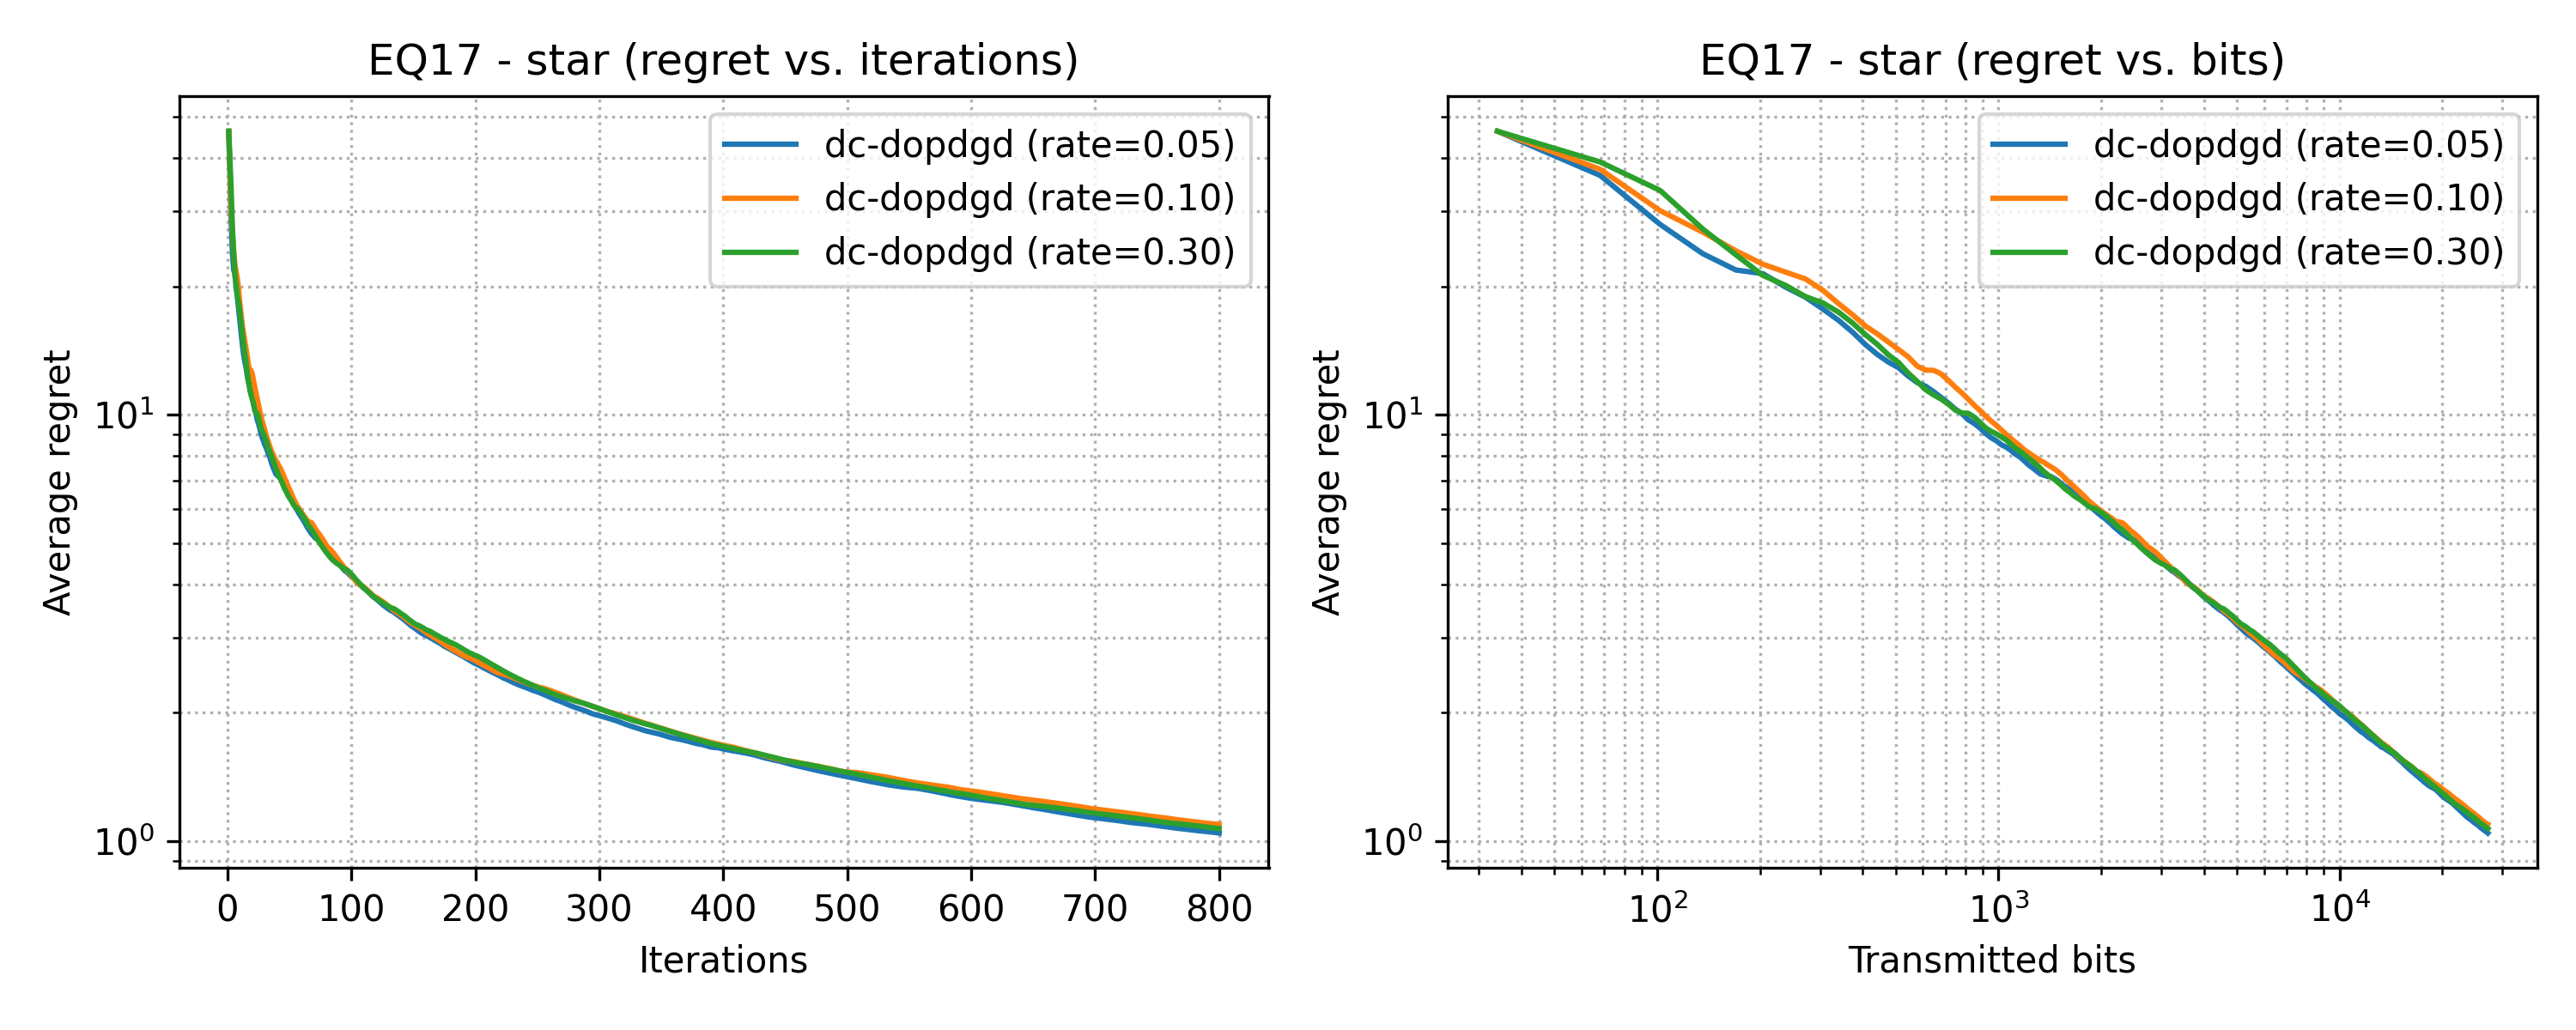 EQ17 - star (regret vs. iterations)
Average regret
10¹
10⁰
0 100 200 300 400 500 600 700 800
Iterations
dc-dopdgd (rate=0.05)
dc-dopdgd (rate=0.10)
dc-dopdgd (rate=0.30)
EQ17 - star (regret vs. bits)
Average regret
10¹
10⁰
10² 10³ 10⁴
Transmitted bits
dc-dopdgd (rate=0.05)
dc-dopdgd (rate=0.10)
dc-dopdgd (rate=0.30)